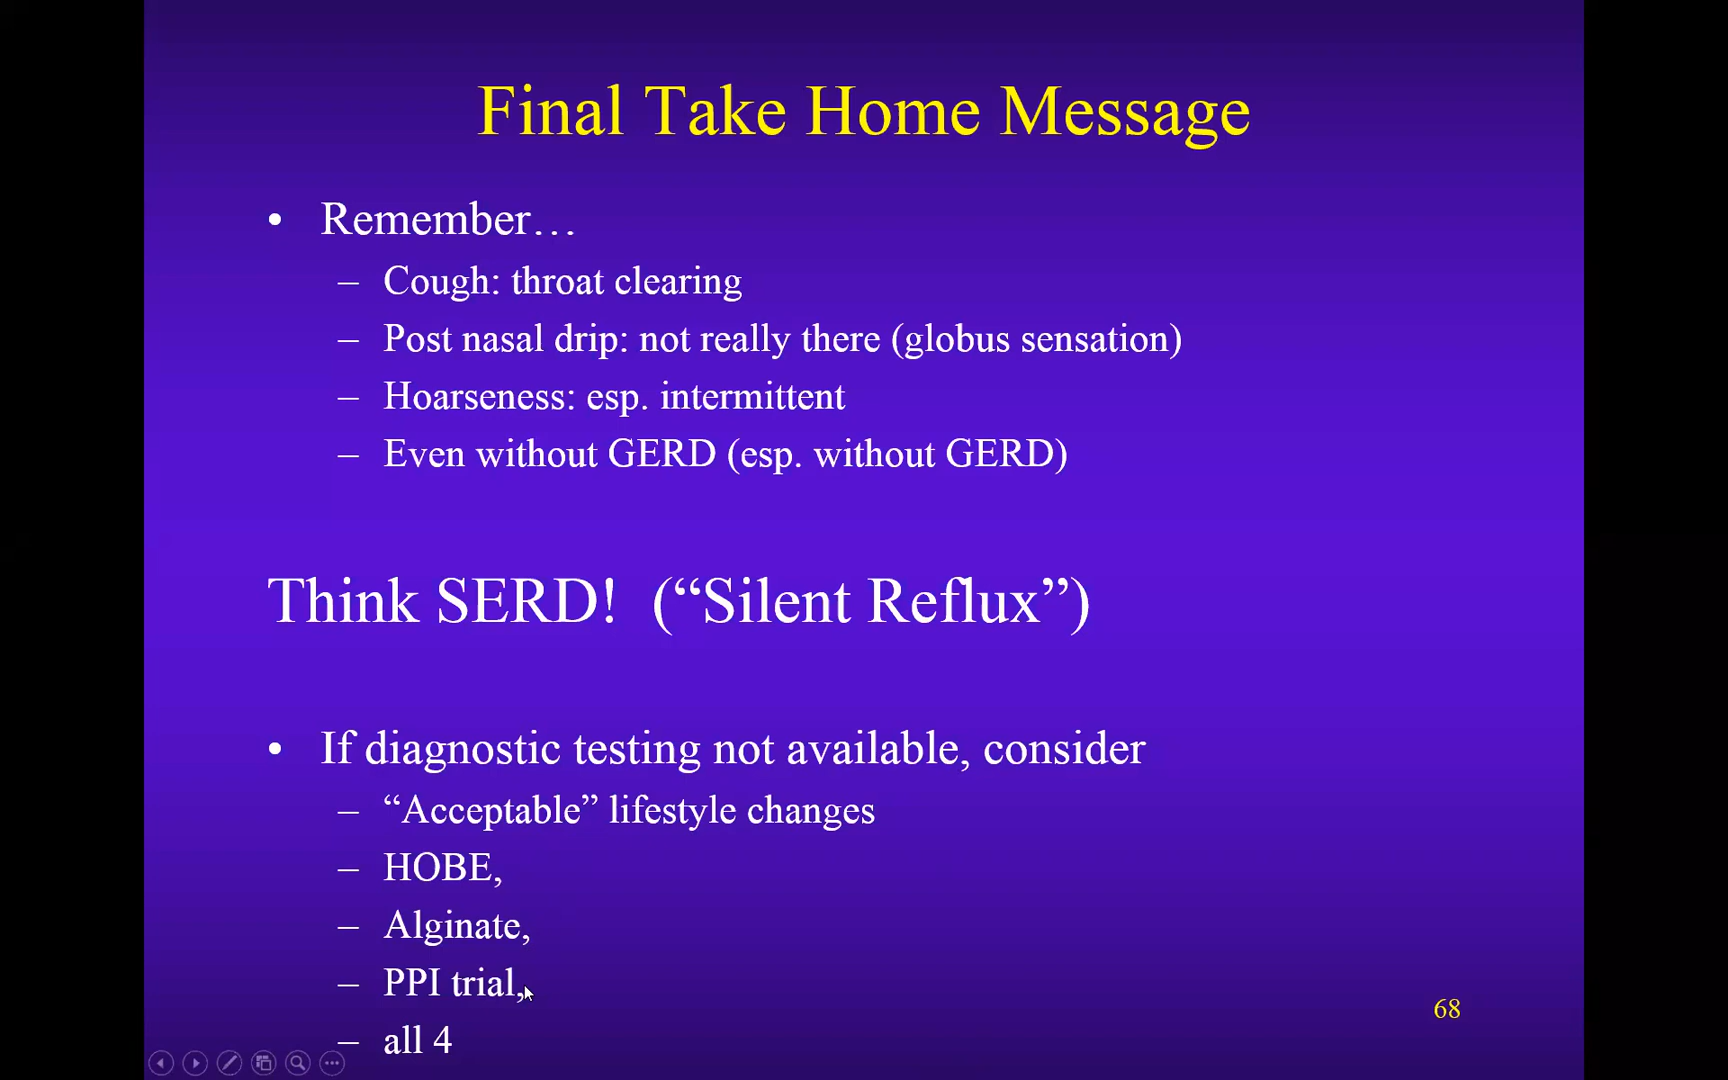 Final Take Home Message
• Remember…
– Cough: throat clearing
– Post nasal drip: not really there (globus sensation)
– Hoarseness: esp. intermittent
– Even without GERD (esp. without GERD)
Think SERD! (“Silent Reflux”)
• If diagnostic testing not available, consider
– “Acceptable” lifestyle changes
– HOBE,
– Alginate,
– PPI trial,
– all 4
68